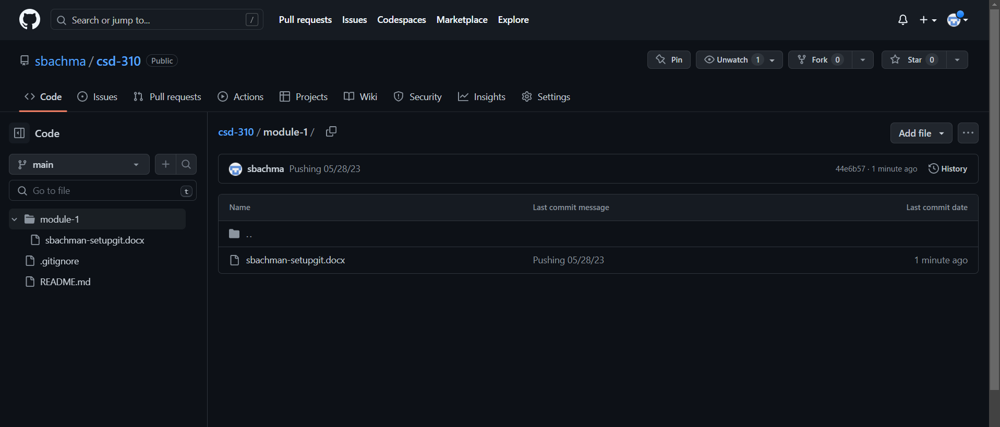 Search or jump to... /
Pull requests Issues Codespaces Marketplace Explore
sbachma / csd-310 Public
Pin Unwatch 1 Fork 0 Star 0
Code Issues Pull requests Actions Projects Wiki Security Insights Settings
Code
main
Go to file t
module-1
sbachman-setupgit.docx
.gitignore
README.md
csd-310 / module-1 /
Add file ...
sbachma Pushing 05/28/23 44e6b57 · 1 minute ago History
Name Last commit message Last commit date
..
sbachman-setupgit.docx Pushing 05/28/23 1 minute ago